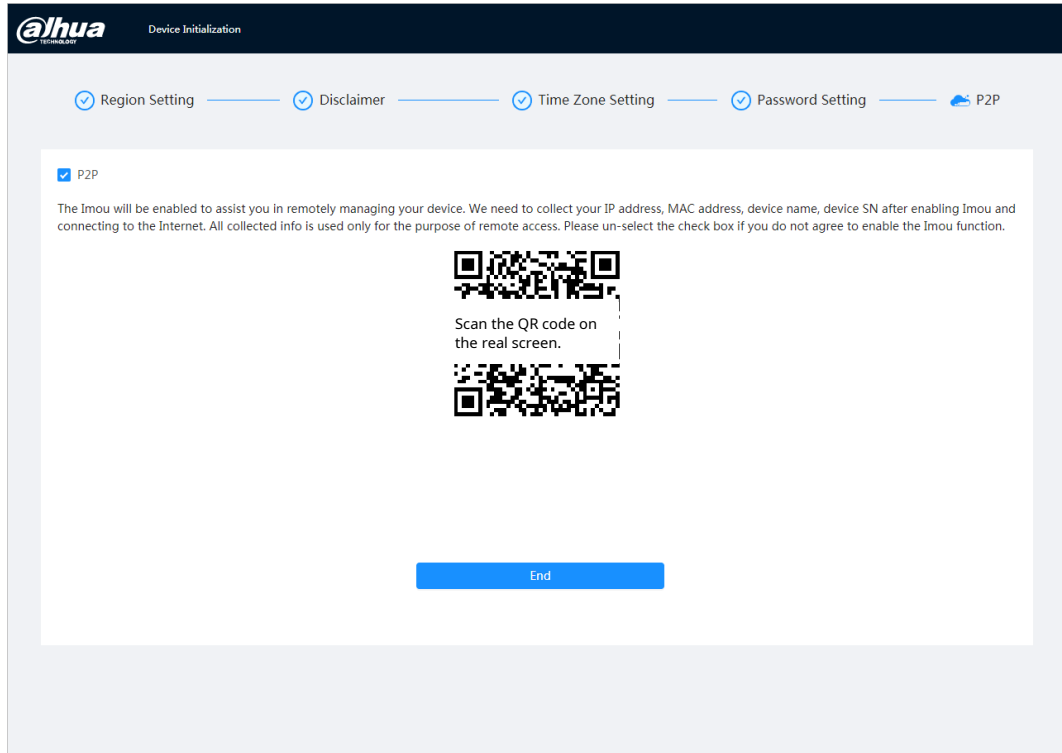 alhua
TECHNOLOGY
Device Initialization
Region Setting
Disclaimer
Time Zone Setting
Password Setting
P2P
P2P
The Imou will be enabled to assist you in remotely managing your device. We need to collect your IP address, MAC address, device name, device SN after enabling Imou and
connecting to the Internet. All collected info is used only for the purpose of remote access. Please un-select the check box if you do not agree to enable the Imou function.
Scan the QR code on
the real screen.
End